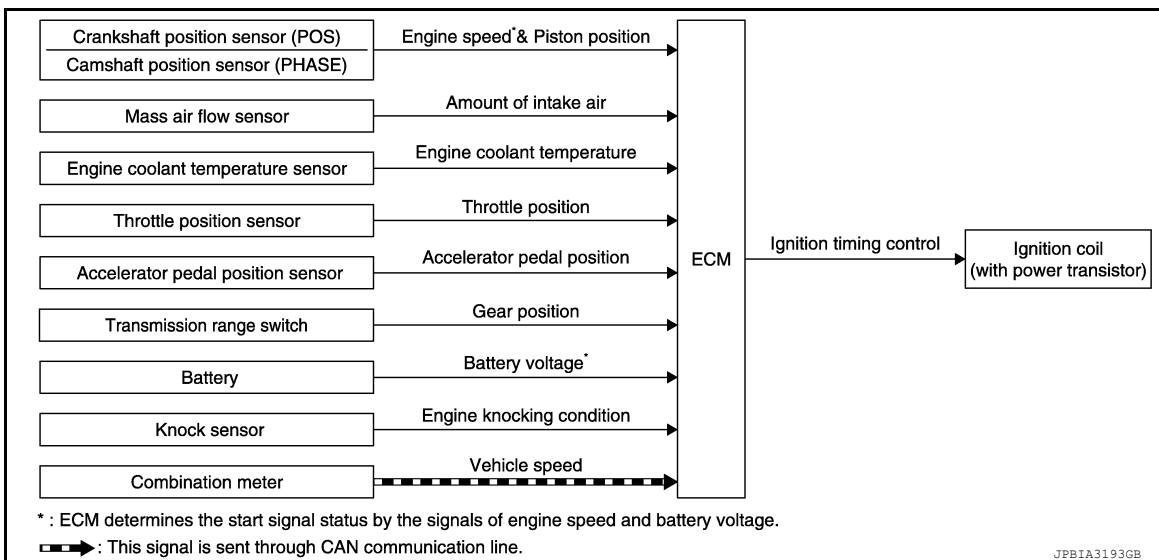 Crankshaft position sensor (POS)
Camshaft position sensor (PHASE)
Engine speed* & Piston position
Mass air flow sensor
Amount of intake air
Engine coolant temperature sensor
Engine coolant temperature
Throttle position sensor
Throttle position
Accelerator pedal position sensor
Accelerator pedal position
Transmission range switch
Gear position
Battery
Battery voltage*
Knock sensor
Engine knocking condition
Combination meter
Vehicle speed
ECM
Ignition timing control
Ignition coil
(with power transistor)
* : ECM determines the start signal status by the signals of engine speed and battery voltage.
: This signal is sent through CAN communication line.
JPBIA3193GB